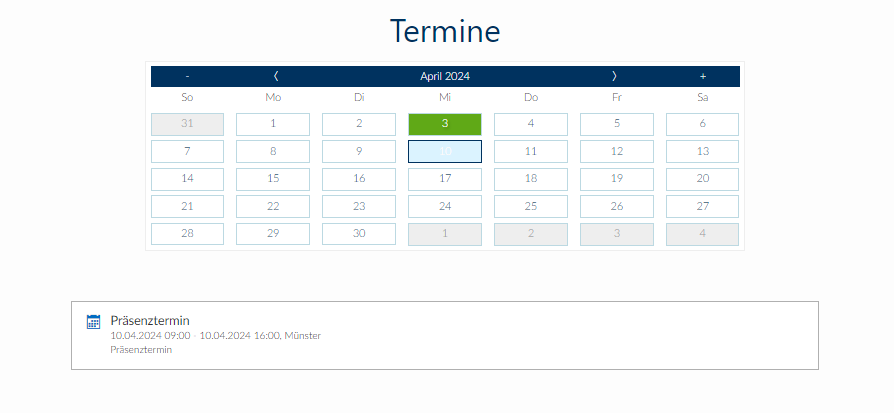 Termine
- 〈 April 2024 〉 +
So Mo Di Mi Do Fr Sa
31 1 2 3 4 5 6
7 8 9 10 11 12 13
14 15 16 17 18 19 20
21 22 23 24 25 26 27
28 29 30 1 2 3 4
Präsenztermin
10.04.2024 09:00 - 10.04.2024 16:00, Münster
Präsenztermin